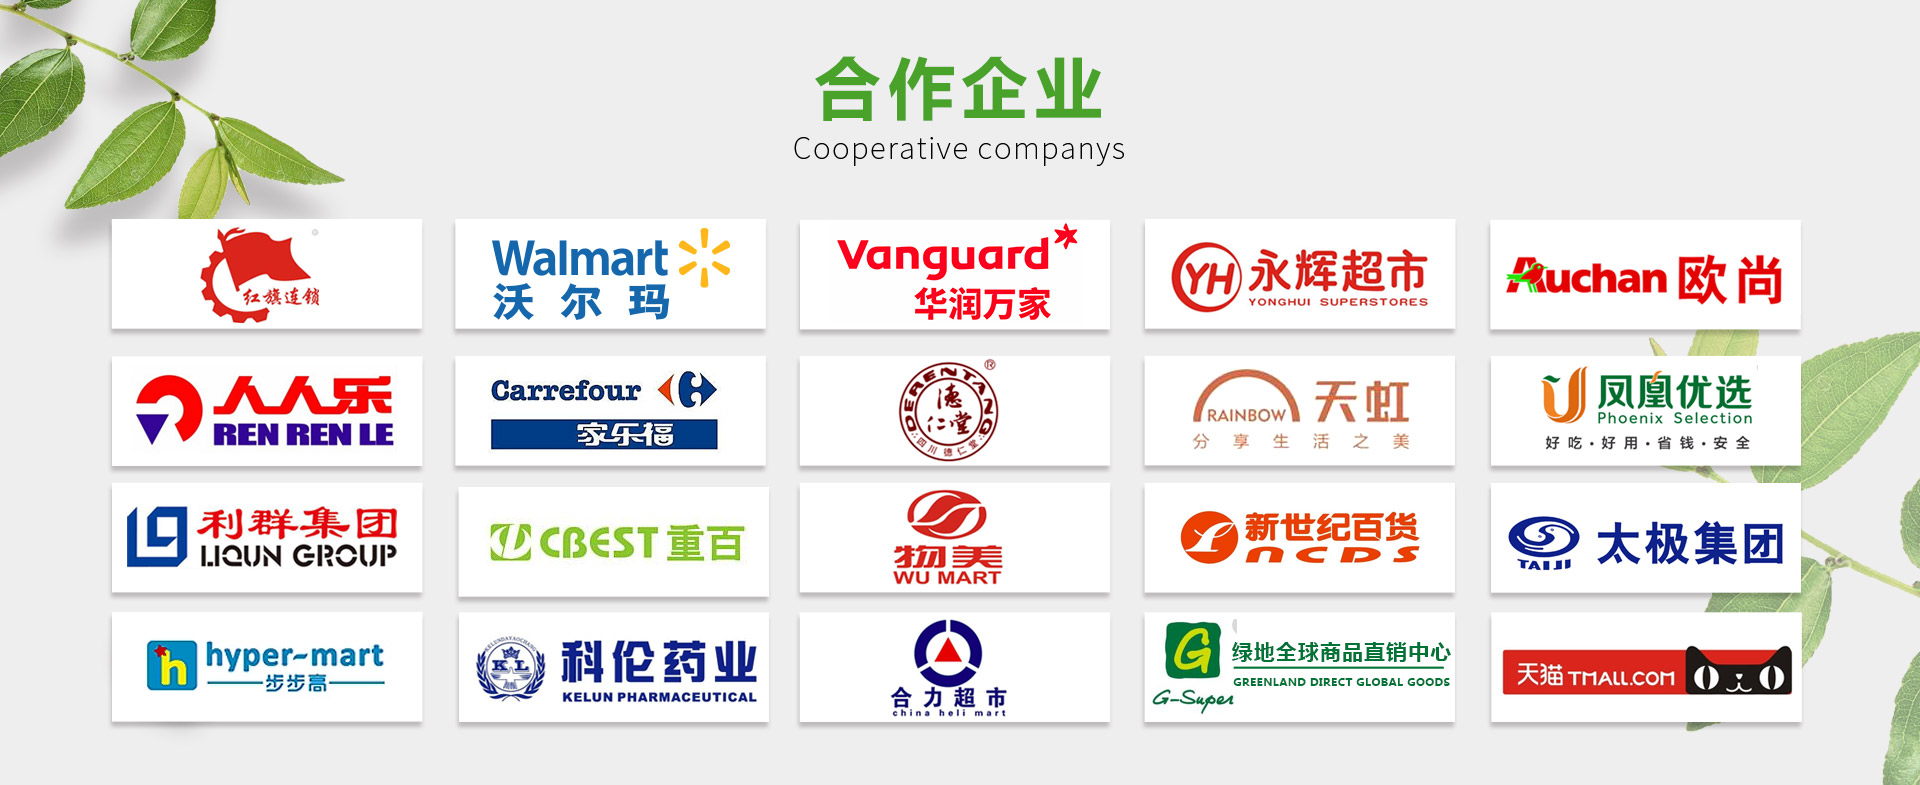 合作企业
Cooperative companys
红旗连锁
Walmart
沃尔玛
Vanguard
华润万家
YH 永辉超市
YONGHUI SUPERSTORES
Auchan 欧尚
人人乐
REN REN LE
Carrefour
家乐福
DERENTANG
德仁堂
四川德仁堂
RAINBOW 天虹
分享生活之美
凤凰优选
Phoenix Selection
好吃·好用·省钱·安全
利群集团
LIQUN GROUP
CBEST 重百
物美
WU MART
新世纪百货
NCDS
TAIJI 太极集团
h hyper-mart
步步高
KL 科伦药业
KELUN PHARMACEUTICAL
合力超市
china heli mart
G 绿地全球商品直销中心
GREENLAND DIRECT GLOBAL GOODS
G-Super
天猫 TMALL.COM